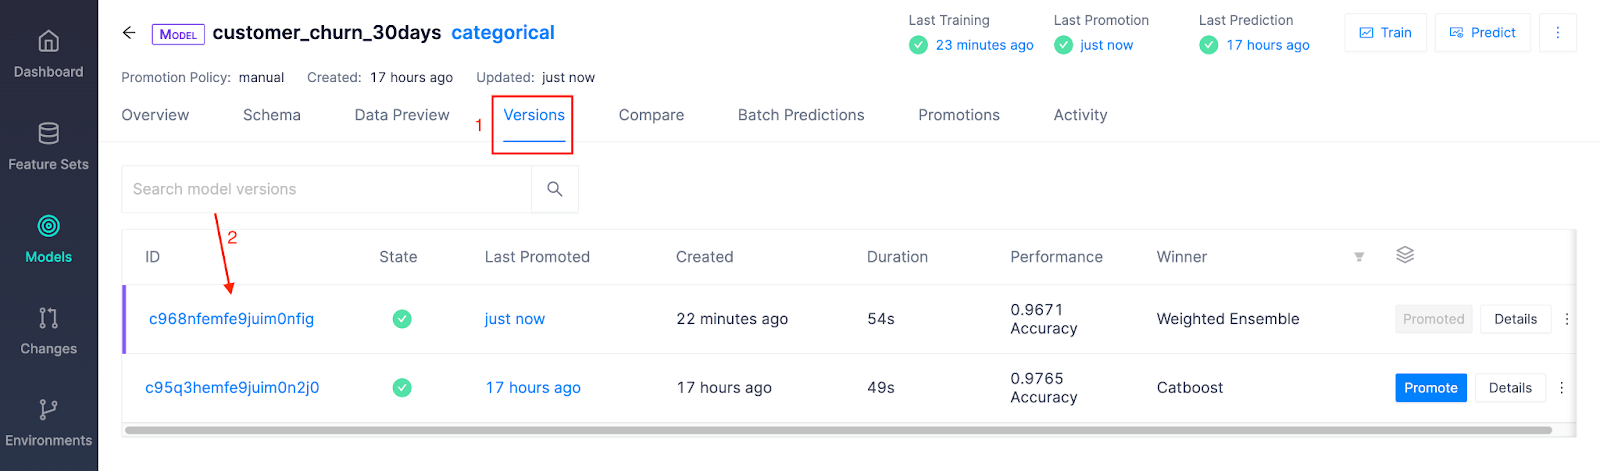 Dashboard
Feature Sets
Models
Changes
Environments
MODEL customer_churn_30days categorical
Last Training
23 minutes ago
Last Promotion
just now
Last Prediction
17 hours ago
Train
Predict
Promotion Policy: manual Created: 17 hours ago Updated: just now
Overview Schema Data Preview 1 Versions Compare Batch Predictions Promotions Activity
Search model versions
2
ID State Last Promoted Created Duration Performance Winner
c968nfemfe9juim0nfig just now 22 minutes ago 54s 0.9671 Accuracy Weighted Ensemble Promoted Details
c95q3hemfe9juim0n2j0 17 hours ago 17 hours ago 49s 0.9765 Accuracy Catboost Promote Details